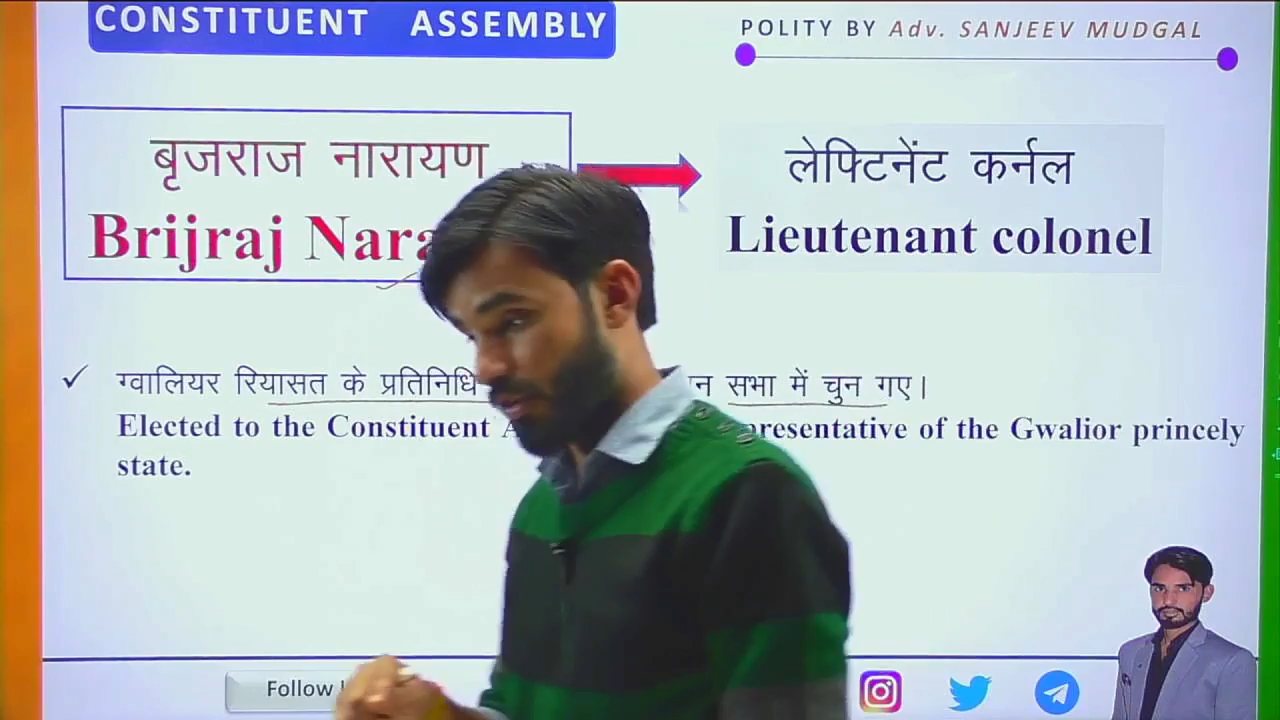 CONSTITUENT ASSEMBLY
POLITY BY Adv. SANJEEV MUDGAL
बृजराज नारायण
Brijraj Nara
लेफ्टिनेंट कर्नल
Lieutenant colonel
ग्वालियर रियासत के प्रतिनिधि सभा में चुन गए।
Elected to the Constituent of the Gwalior princely
state.
Follow